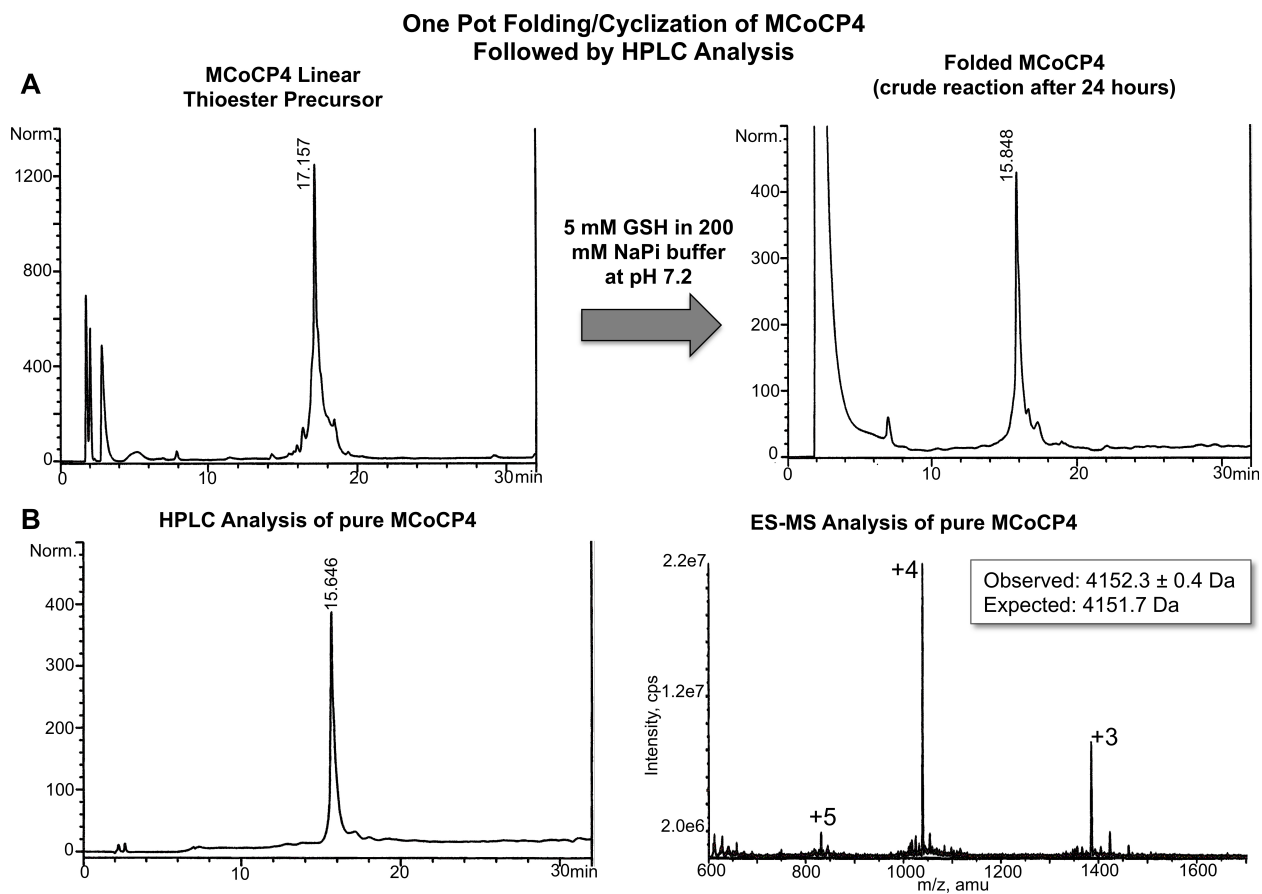 One Pot Folding/Cyclization of MCoCP4
Followed by HPLC Analysis
A
MCoCP4 Linear
Thioester Precursor
Norm.
1200
800
400
0
17.157
0 10 20 30min
5 mM GSH in 200
mM NaPi buffer
at pH 7.2
Folded MCoCP4
(crude reaction after 24 hours)
Norm.
400
300
200
100
0
15.848
0 10 20 30min
B
HPLC Analysis of pure MCoCP4
Norm.
400
300
200
100
0
15.646
0 10 20 30min
ES-MS Analysis of pure MCoCP4
2.2e7
1.2e7
2.0e6
Intensity, cps
+4
+3
+5
Observed: 4152.3 ± 0.4 Da
Expected: 4151.7 Da
600 800 1000 1200 1400 1600
m/z, amu